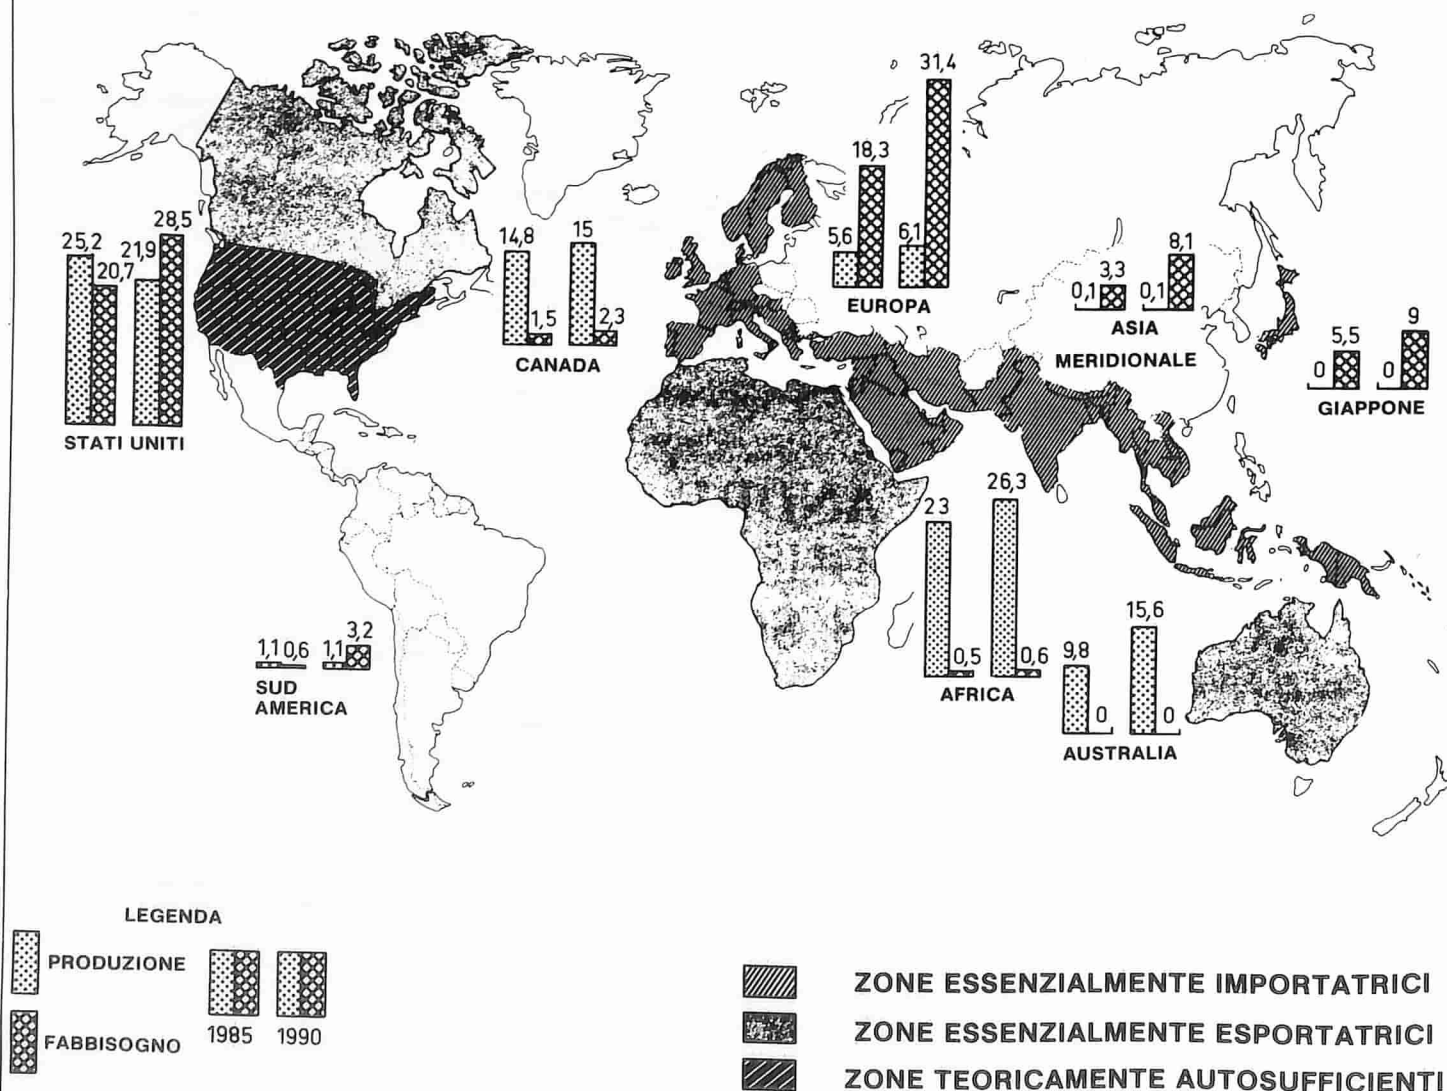 31,4
18,3
5,6
6,1
EUROPA
25,2
20,7
21,9
28,5
STATI UNITI
14,8
1,5
15
2,3
CANADA
0,1
3,3
0,1
8,1
ASIA
MERIDIONALE
0
5,5
0
9
GIAPPONE
23
0,5
26,3
0,6
AFRICA
1,1
0,6
1,1
3,2
SUD
AMERICA
9,8
0
15,6
0
AUSTRALIA
LEGENDA
PRODUZIONE
FABBISOGNO
1985
1990
ZONE ESSENZIALMENTE IMPORTATRICI
ZONE ESSENZIALMENTE ESPORTATRICI
ZONE TEORICAMENTE AUTOSUFFICIENTI